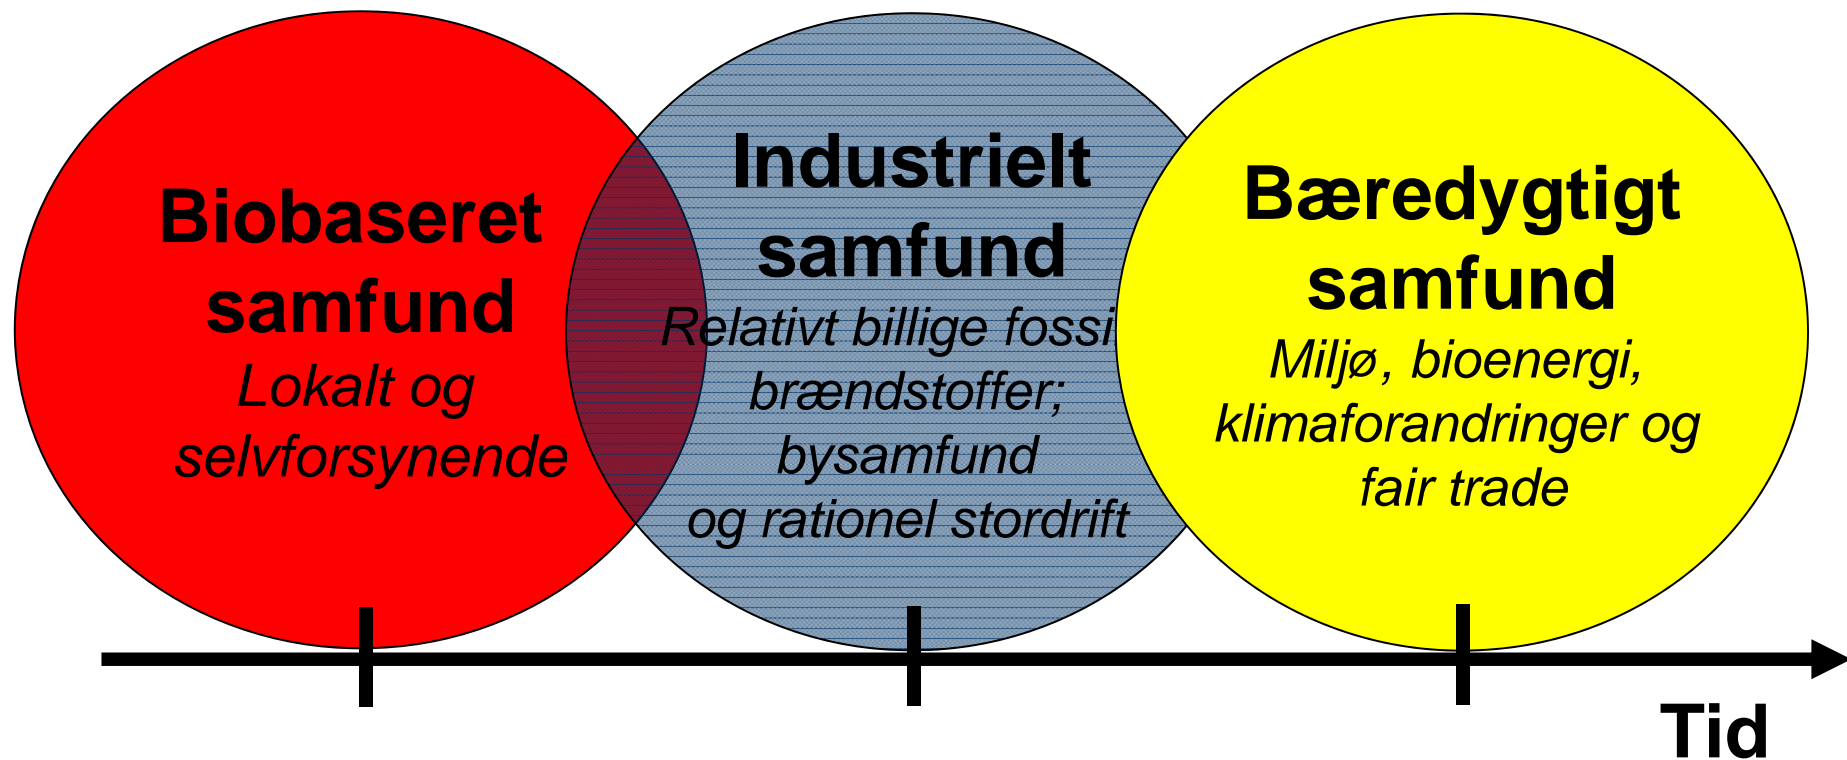 Biobaseret
samfund
Lokalt og
selvforsynende
Industrielt
samfund
Relativt billige
brændstoffer;
bysamfund
og rationel stordrift
Bæredygtigt
samfund
Miljø, bioenergi,
klimaforandringer og
fair trade
Tid